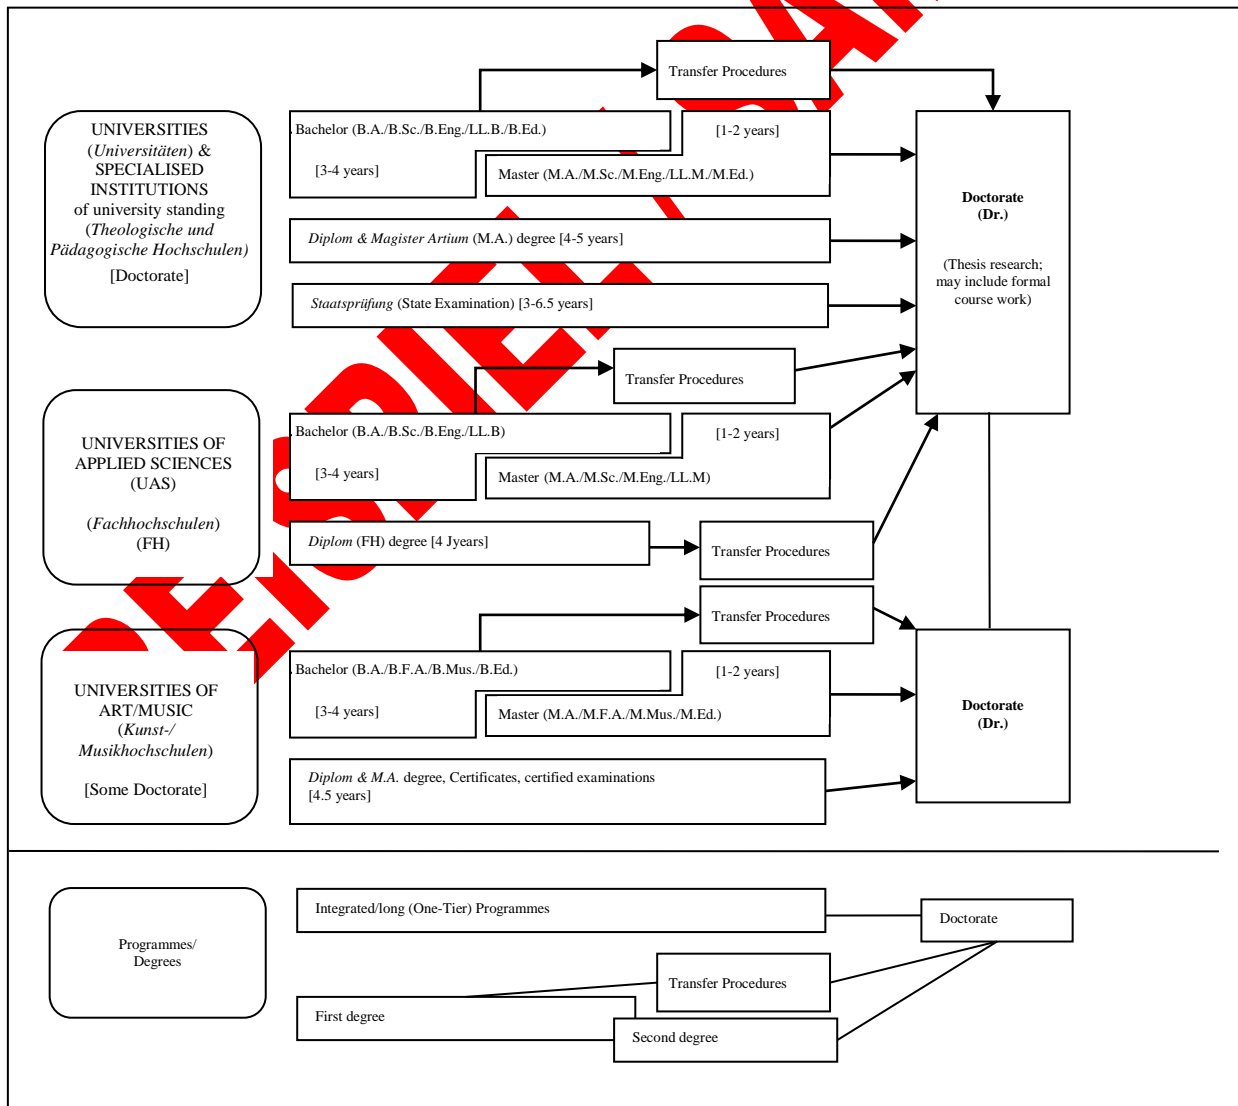 Transfer Procedures
UNIVERSITIES
(Universitäten) &
SPECIALISED
INSTITUTIONS
of university standing
(Theologische und
Pädagogische Hochschulen)
[Doctorate]
Bachelor (B.A./B.Sc./B.Eng./LL.B./B.Ed.)
[3-4 years]
[1-2 years]
Master (M.A./M.Sc./M.Eng./LL.M./M.Ed.)
Diplom & Magister Artium (M.A.) degree [4-5 years]
Staatsprüfung (State Examination) [3-6.5 years]
Doctorate
(Dr.)
(Thesis research;
may include formal
course work)
Transfer Procedures
UNIVERSITIES OF
APPLIED SCIENCES
(UAS)
(Fachhochschulen)
(FH)
Bachelor (B.A./B.Sc./B.Eng./LL.B)
[3-4 years]
[1-2 years]
Master (M.A./M.Sc./M.Eng./LL.M)
Diplom (FH) degree [4 Jyears]
Transfer Procedures
Transfer Procedures
UNIVERSITIES OF
ART/MUSIC
(Kunst-/
Musikhochschulen)
[Some Doctorate]
Bachelor (B.A./B.F.A./B.Mus./B.Ed.)
[3-4 years]
[1-2 years]
Master (M.A./M.F.A./M.Mus./M.Ed.)
Diplom & M.A. degree, Certificates, certified examinations
[4.5 years]
Doctorate
(Dr.)
Programmes/
Degrees
Integrated/long (One-Tier) Programmes
Doctorate
Transfer Procedures
First degree
Second degree